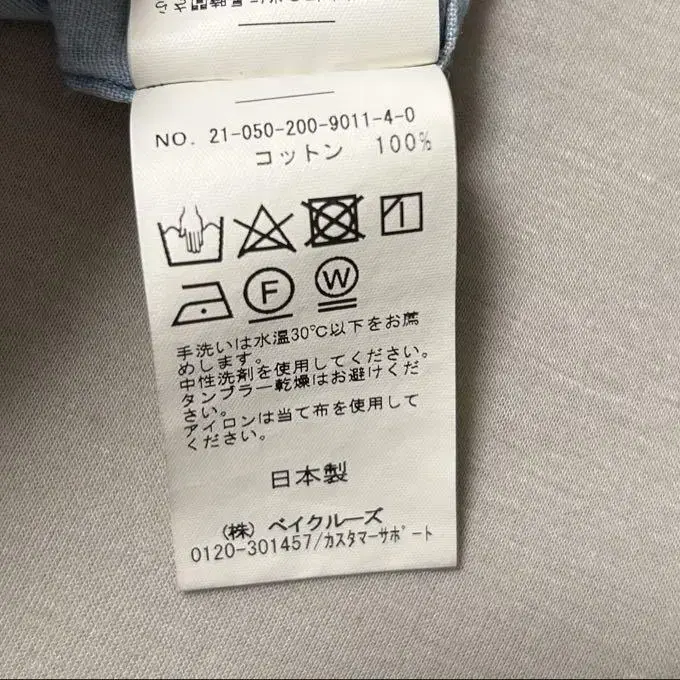 NO. 21-050-200-9011-4-0
コットン 100%
F
W
手洗いは水温30℃以下をお薦
めします。
中性洗剤を使用してください。
タンブラー乾燥はお避けくだ
さい。
アイロンは当て布を使用して
ください。
日本製
(株) ベイクルーズ
0120-301457/カスタマーサポート